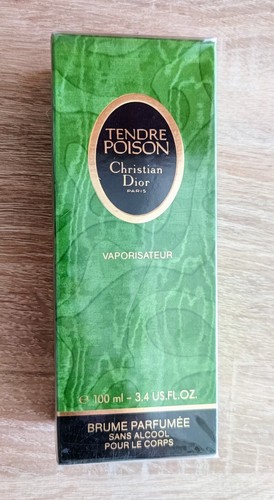 TENDRE
POISON
Christian
Dior
PARIS
VAPORISATEUR
℮ 100 ml - 3,4 US.FL.OZ.
BRUME PARFUMÉE
SANS ALCOOL
POUR LE CORPS